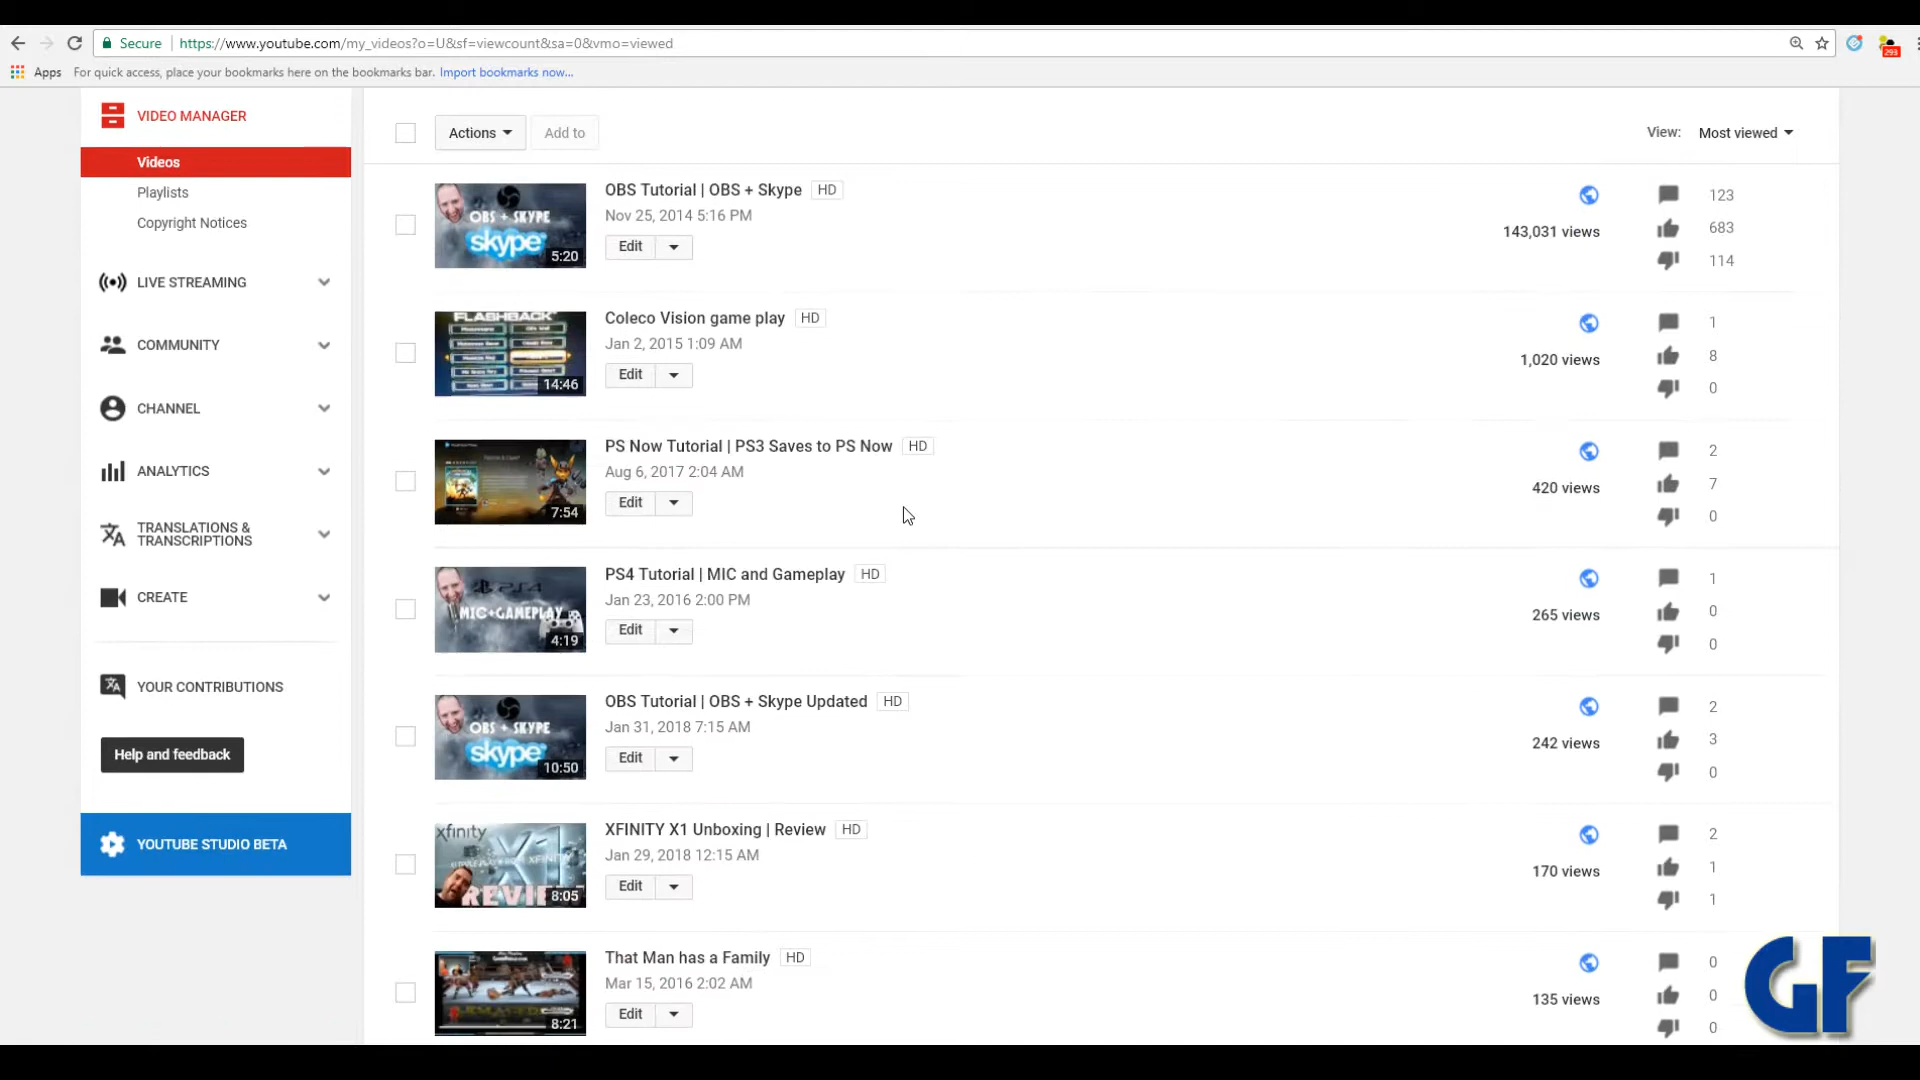 Secure https://www.youtube.com/my_videos?o=U&sf=viewcount&sa=0&vmo=viewed
293
Apps For quick access, place your bookmarks here on the bookmarks bar. Import bookmarks now...
VIDEO MANAGER
Videos
Playlists
Copyright Notices
LIVE STREAMING
COMMUNITY
CHANNEL
ANALYTICS
TRANSLATIONS &
TRANSCRIPTIONS
CREATE
YOUR CONTRIBUTIONS
Help and feedback
YOUTUBE STUDIO BETA
Actions Add to View: Most viewed
OBS + SKYPE
skype
5:20
OBS Tutorial | OBS + Skype HD
Nov 25, 2014 5:16 PM
Edit
143,031 views
123
683
114
FLASHBACK
14:46
Coleco Vision game play HD
Jan 2, 2015 1:09 AM
Edit
1,020 views
1
8
0
7:54
PS Now Tutorial | PS3 Saves to PS Now HD
Aug 6, 2017 2:04 AM
Edit
420 views
2
7
0
PS4
MIC+GAMEPLAY
4:19
PS4 Tutorial | MIC and Gameplay HD
Jan 23, 2016 2:00 PM
Edit
265 views
1
0
0
OBS + SKYPE
skype
10:50
OBS Tutorial | OBS + Skype Updated HD
Jan 31, 2018 7:15 AM
Edit
242 views
2
3
0
xfinity
X1
REVIEW
8:05
XFINITY X1 Unboxing | Review HD
Jan 29, 2018 12:15 AM
Edit
170 views
2
1
1
8:21
That Man has a Family HD
Mar 15, 2016 2:02 AM
Edit
135 views
0
0
0
GF